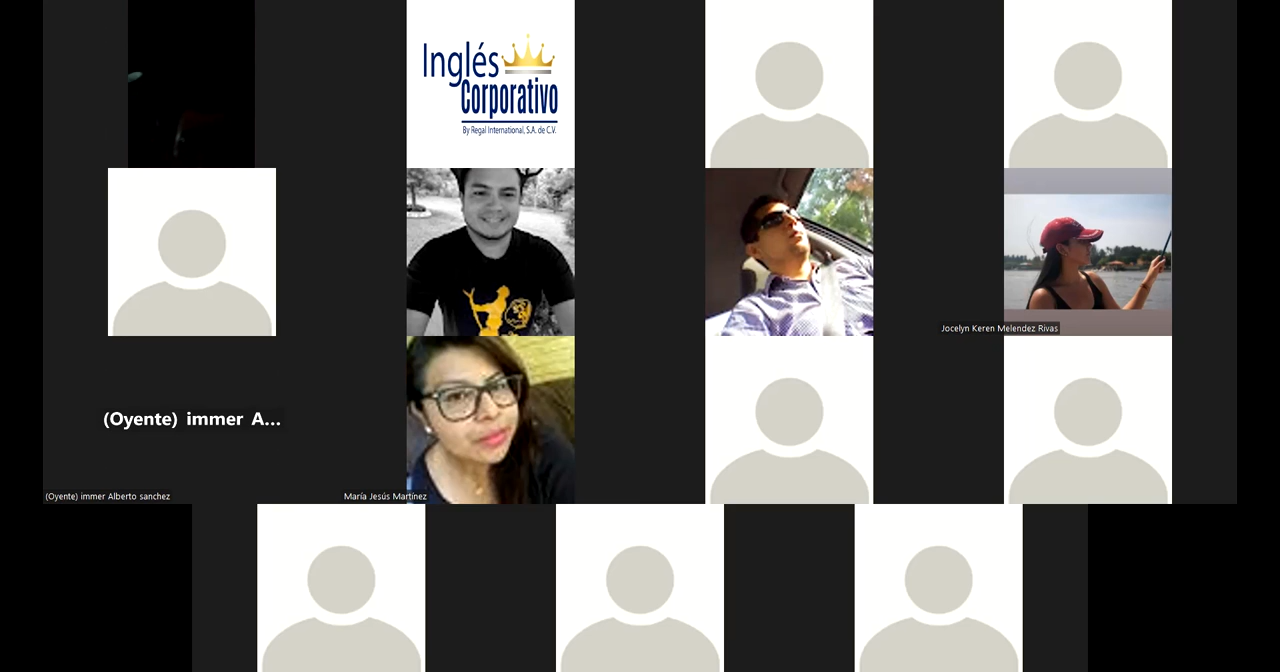 Inglés
Corporativo
By Regal International, S.A. de C.V.
Jocelyn Keren Melendez Rivas
(Oyente) immer A...
(Oyente) immer Alberto sanchez
María Jesús Martínez